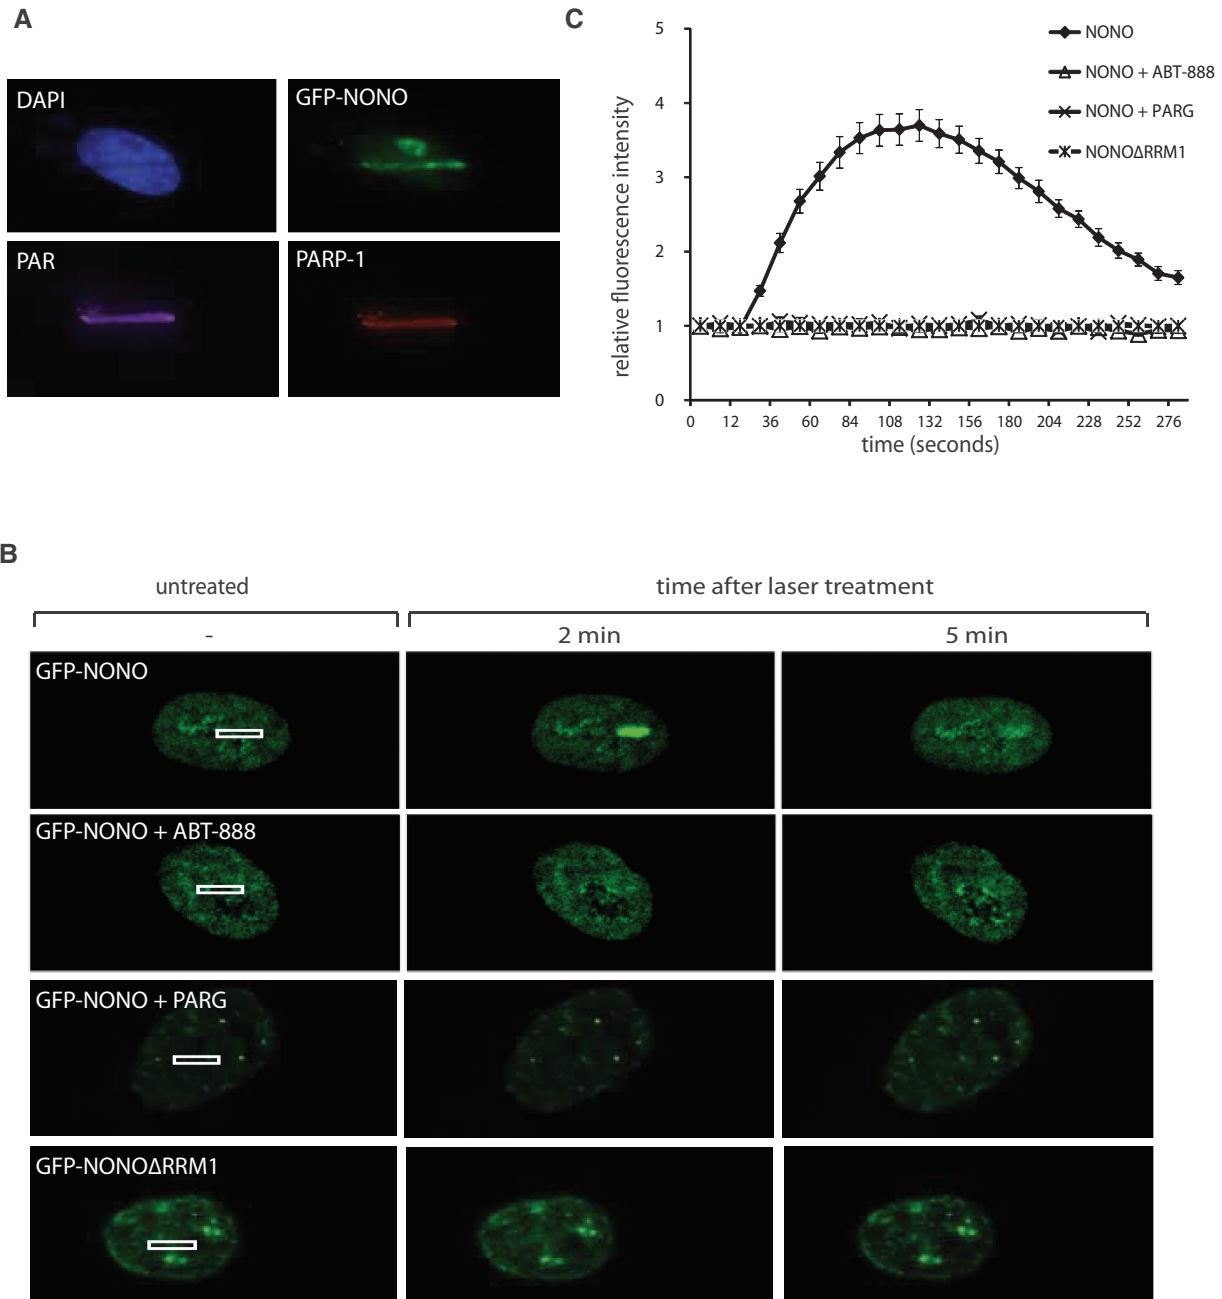 A
DAPI
GFP-NONO
PAR
PARP-1
C
5
4
3
2
1
0
relative fluorescence intensity
0 12 36 60 84 108 132 156 180 204 228 252 276
time (seconds)
NONO
NONO + ABT-888
NONO + PARG
NONOΔRRM1
B
untreated
time after laser treatment
-
2 min
5 min
GFP-NONO
GFP-NONO + ABT-888
GFP-NONO + PARG
GFP-NONOΔRRM1